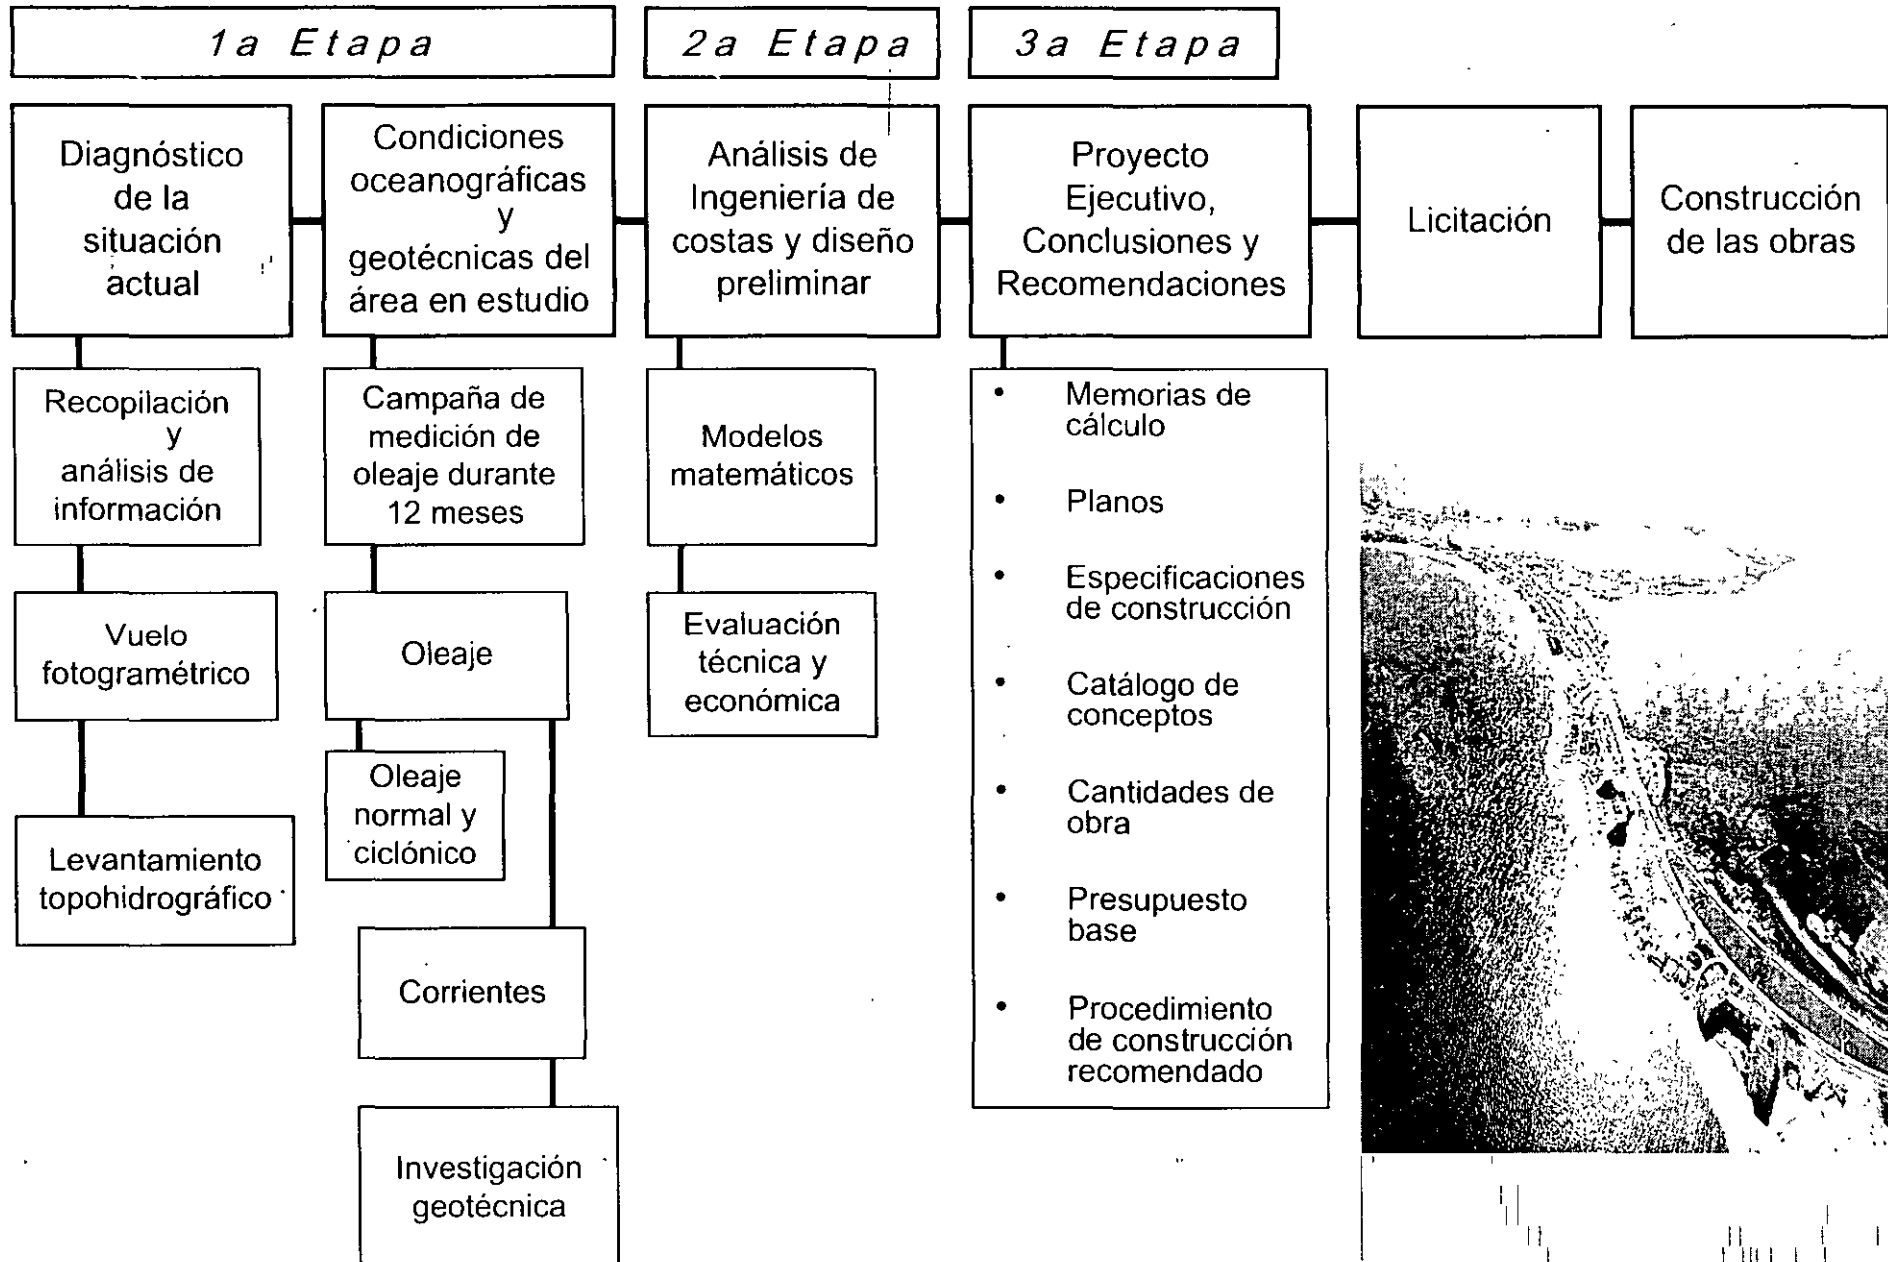 1a Etapa
2a Etapa
3a Etapa
Diagnóstico
de la
situación
actual
Condiciones
oceanográficas
y
geotécnicas del
área en estudio
Análisis de
Ingeniería de
costas y diseño
preliminar
Proyecto
Ejecutivo,
Conclusiones y
Recomendaciones
Licitación
Construcción
de las obras
Recopilación
y
análisis de
información
Vuelo
fotogramétrico
Levantamiento
topohidrográfico
Campaña de
medición de
oleaje durante
12 meses
Oleaje
Oleaje
normal y
ciclónico
Corrientes
Investigación
geotécnica
Modelos
matemáticos
Evaluación
técnica y
económica
• Memorias de
cálculo
• Planos
• Especificaciones
de construcción
• Catálogo de
conceptos
• Cantidades de
obra
• Presupuesto
base
• Procedimiento
de construcción
recomendado